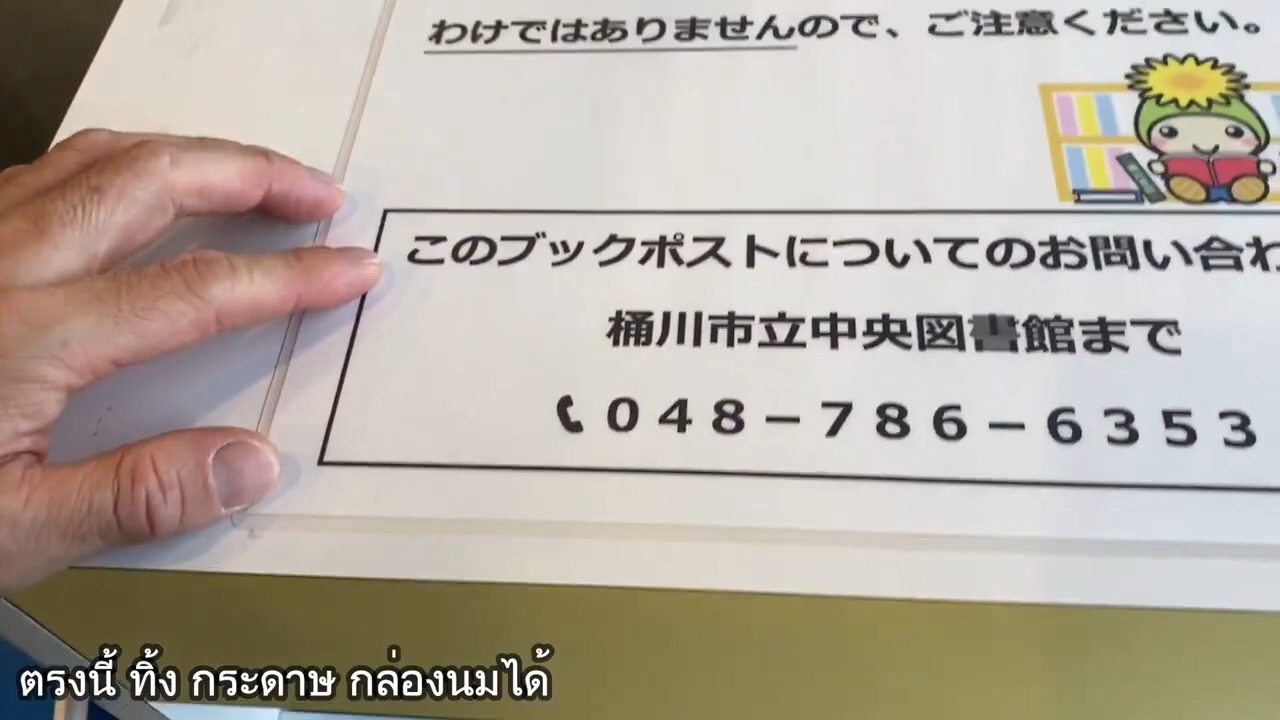 わけではありませんので、ご注意ください。
このブックポストについてのお問い合わ
桶川市立中央図書館まで
048－786－6353
ตรงนี้ ทิ้ง กระดาษ กล่องนมได้